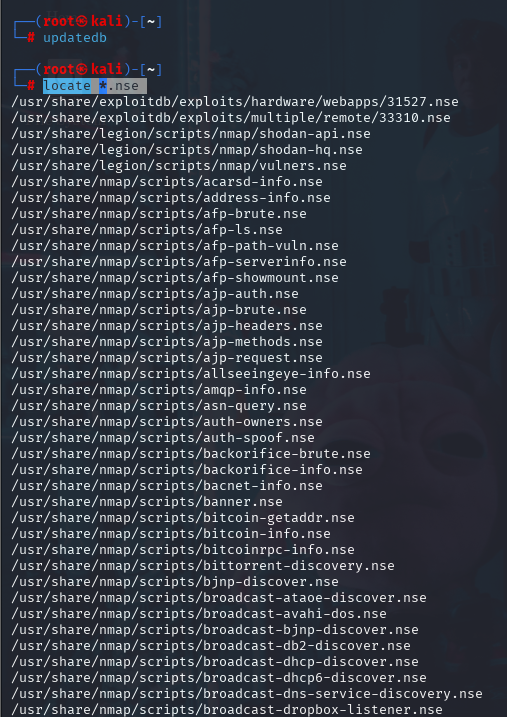 ┌──(root㉿kali)-[~]
└─# updatedb
┌──(root㉿kali)-[~]
└─# locate *.nse
/usr/share/exploitdb/exploits/hardware/webapps/31527.nse
/usr/share/exploitdb/exploits/multiple/remote/33310.nse
/usr/share/legion/scripts/nmap/shodan-api.nse
/usr/share/legion/scripts/nmap/shodan-hq.nse
/usr/share/legion/scripts/nmap/vulners.nse
/usr/share/nmap/scripts/acarsd-info.nse
/usr/share/nmap/scripts/address-info.nse
/usr/share/nmap/scripts/afp-brute.nse
/usr/share/nmap/scripts/afp-ls.nse
/usr/share/nmap/scripts/afp-path-vuln.nse
/usr/share/nmap/scripts/afp-serverinfo.nse
/usr/share/nmap/scripts/afp-showmount.nse
/usr/share/nmap/scripts/ajp-auth.nse
/usr/share/nmap/scripts/ajp-brute.nse
/usr/share/nmap/scripts/ajp-headers.nse
/usr/share/nmap/scripts/ajp-methods.nse
/usr/share/nmap/scripts/ajp-request.nse
/usr/share/nmap/scripts/allseeingeye-info.nse
/usr/share/nmap/scripts/amqp-info.nse
/usr/share/nmap/scripts/asn-query.nse
/usr/share/nmap/scripts/auth-owners.nse
/usr/share/nmap/scripts/auth-spoof.nse
/usr/share/nmap/scripts/backorifice-brute.nse
/usr/share/nmap/scripts/backorifice-info.nse
/usr/share/nmap/scripts/bacnet-info.nse
/usr/share/nmap/scripts/banner.nse
/usr/share/nmap/scripts/bitcoin-getaddr.nse
/usr/share/nmap/scripts/bitcoin-info.nse
/usr/share/nmap/scripts/bitcoinrpc-info.nse
/usr/share/nmap/scripts/bittorrent-discovery.nse
/usr/share/nmap/scripts/bjnp-discover.nse
/usr/share/nmap/scripts/broadcast-ataoe-discover.nse
/usr/share/nmap/scripts/broadcast-avahi-dos.nse
/usr/share/nmap/scripts/broadcast-bjnp-discover.nse
/usr/share/nmap/scripts/broadcast-db2-discover.nse
/usr/share/nmap/scripts/broadcast-dhcp-discover.nse
/usr/share/nmap/scripts/broadcast-dhcp6-discover.nse
/usr/share/nmap/scripts/broadcast-dns-service-discovery.nse
/usr/share/nmap/scripts/broadcast-dropbox-listener.nse